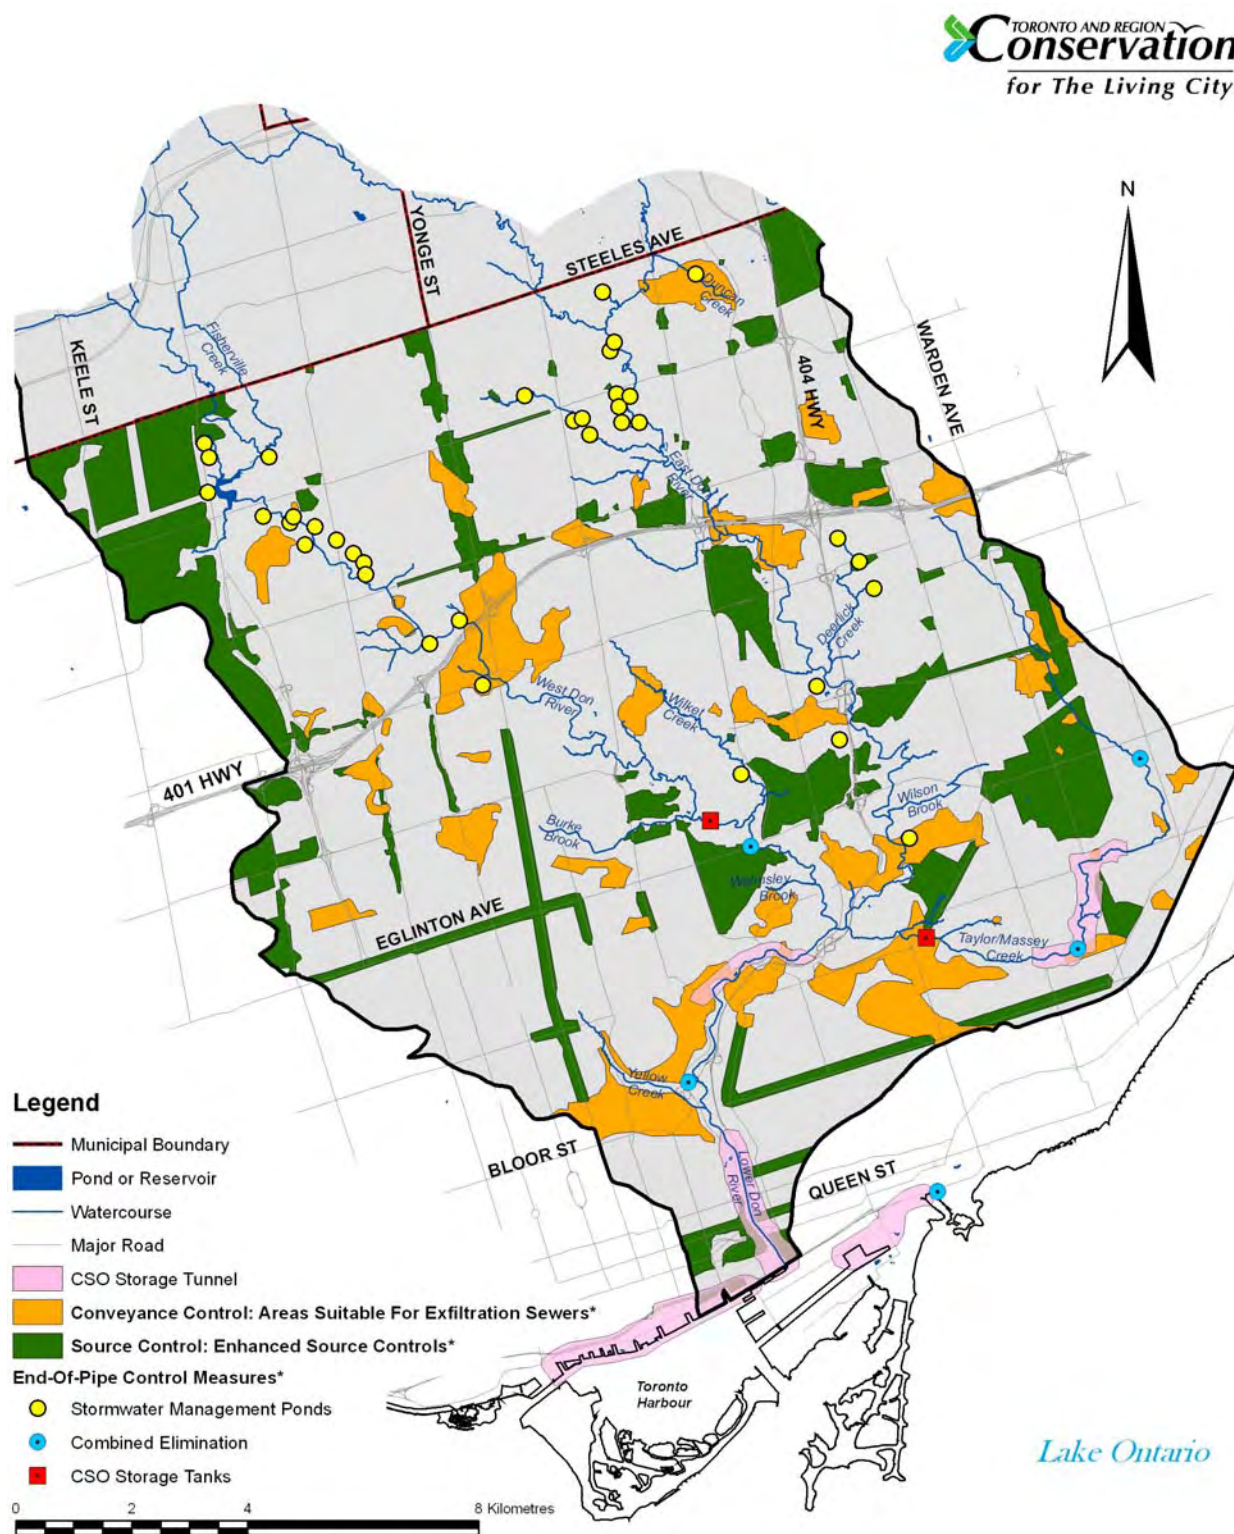 TORONTO AND REGION
Conservation
for The Living City
N
YONGE ST
STEELES AVE
Duncan
Creek
Fisherville
Creek
KEELE ST
WARDEN AVE
404 HWY
East Don
River
Deerlick
Creek
West Don
River
Wilket
Creek
401 HWY
Wilson
Brook
Burke
Brook
Walmsley
Brook
EGLINTON AVE
Taylor/Massey
Creek
Yellow
Creek
BLOOR ST
Lower Don
River
QUEEN ST
Legend
Municipal Boundary
Pond or Reservoir
Watercourse
Major Road
CSO Storage Tunnel
Conveyance Control: Areas Suitable For Exfiltration Sewers*
Source Control: Enhanced Source Controls*
End-Of-Pipe Control Measures*
Stormwater Management Ponds
Combined Elimination
CSO Storage Tanks
Toronto
Harbour
Lake Ontario
0 2 4 8 Kilometres